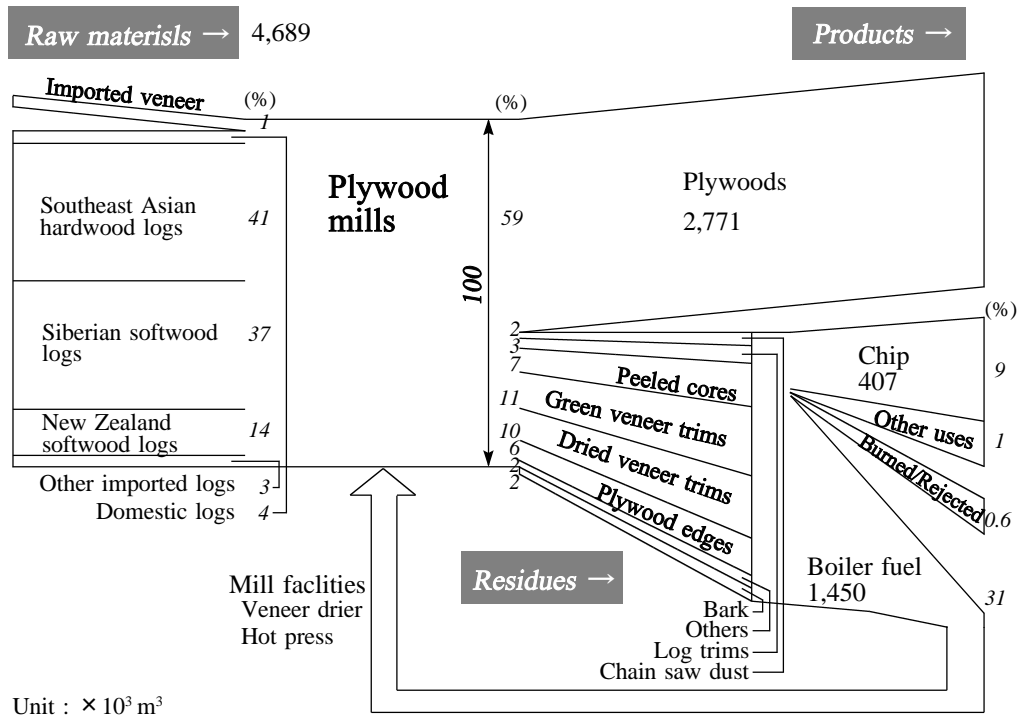 Raw materisls →
4,689
Products →
Imported veneer
(%)
1
Southeast Asian
hardwood logs
41
Siberian softwood
logs
37
New Zealand
softwood logs
14
Other imported logs
3
Domestic logs
4
Plywood
mills
(%)
100
59
Plywoods
2,771
2
3
7
11
10
6
2
2
Peeled cores
Green veneer trims
Dried veneer trims
Plywood edges
Bark
Others
Log trims
Chain saw dust
Residues →
(%)
Chip
407
9
Other uses
1
Burned/Rejected
0.6
Boiler fuel
1,450
31
Mill faclities
Veneer drier
Hot press
Unit : ×10³ m³